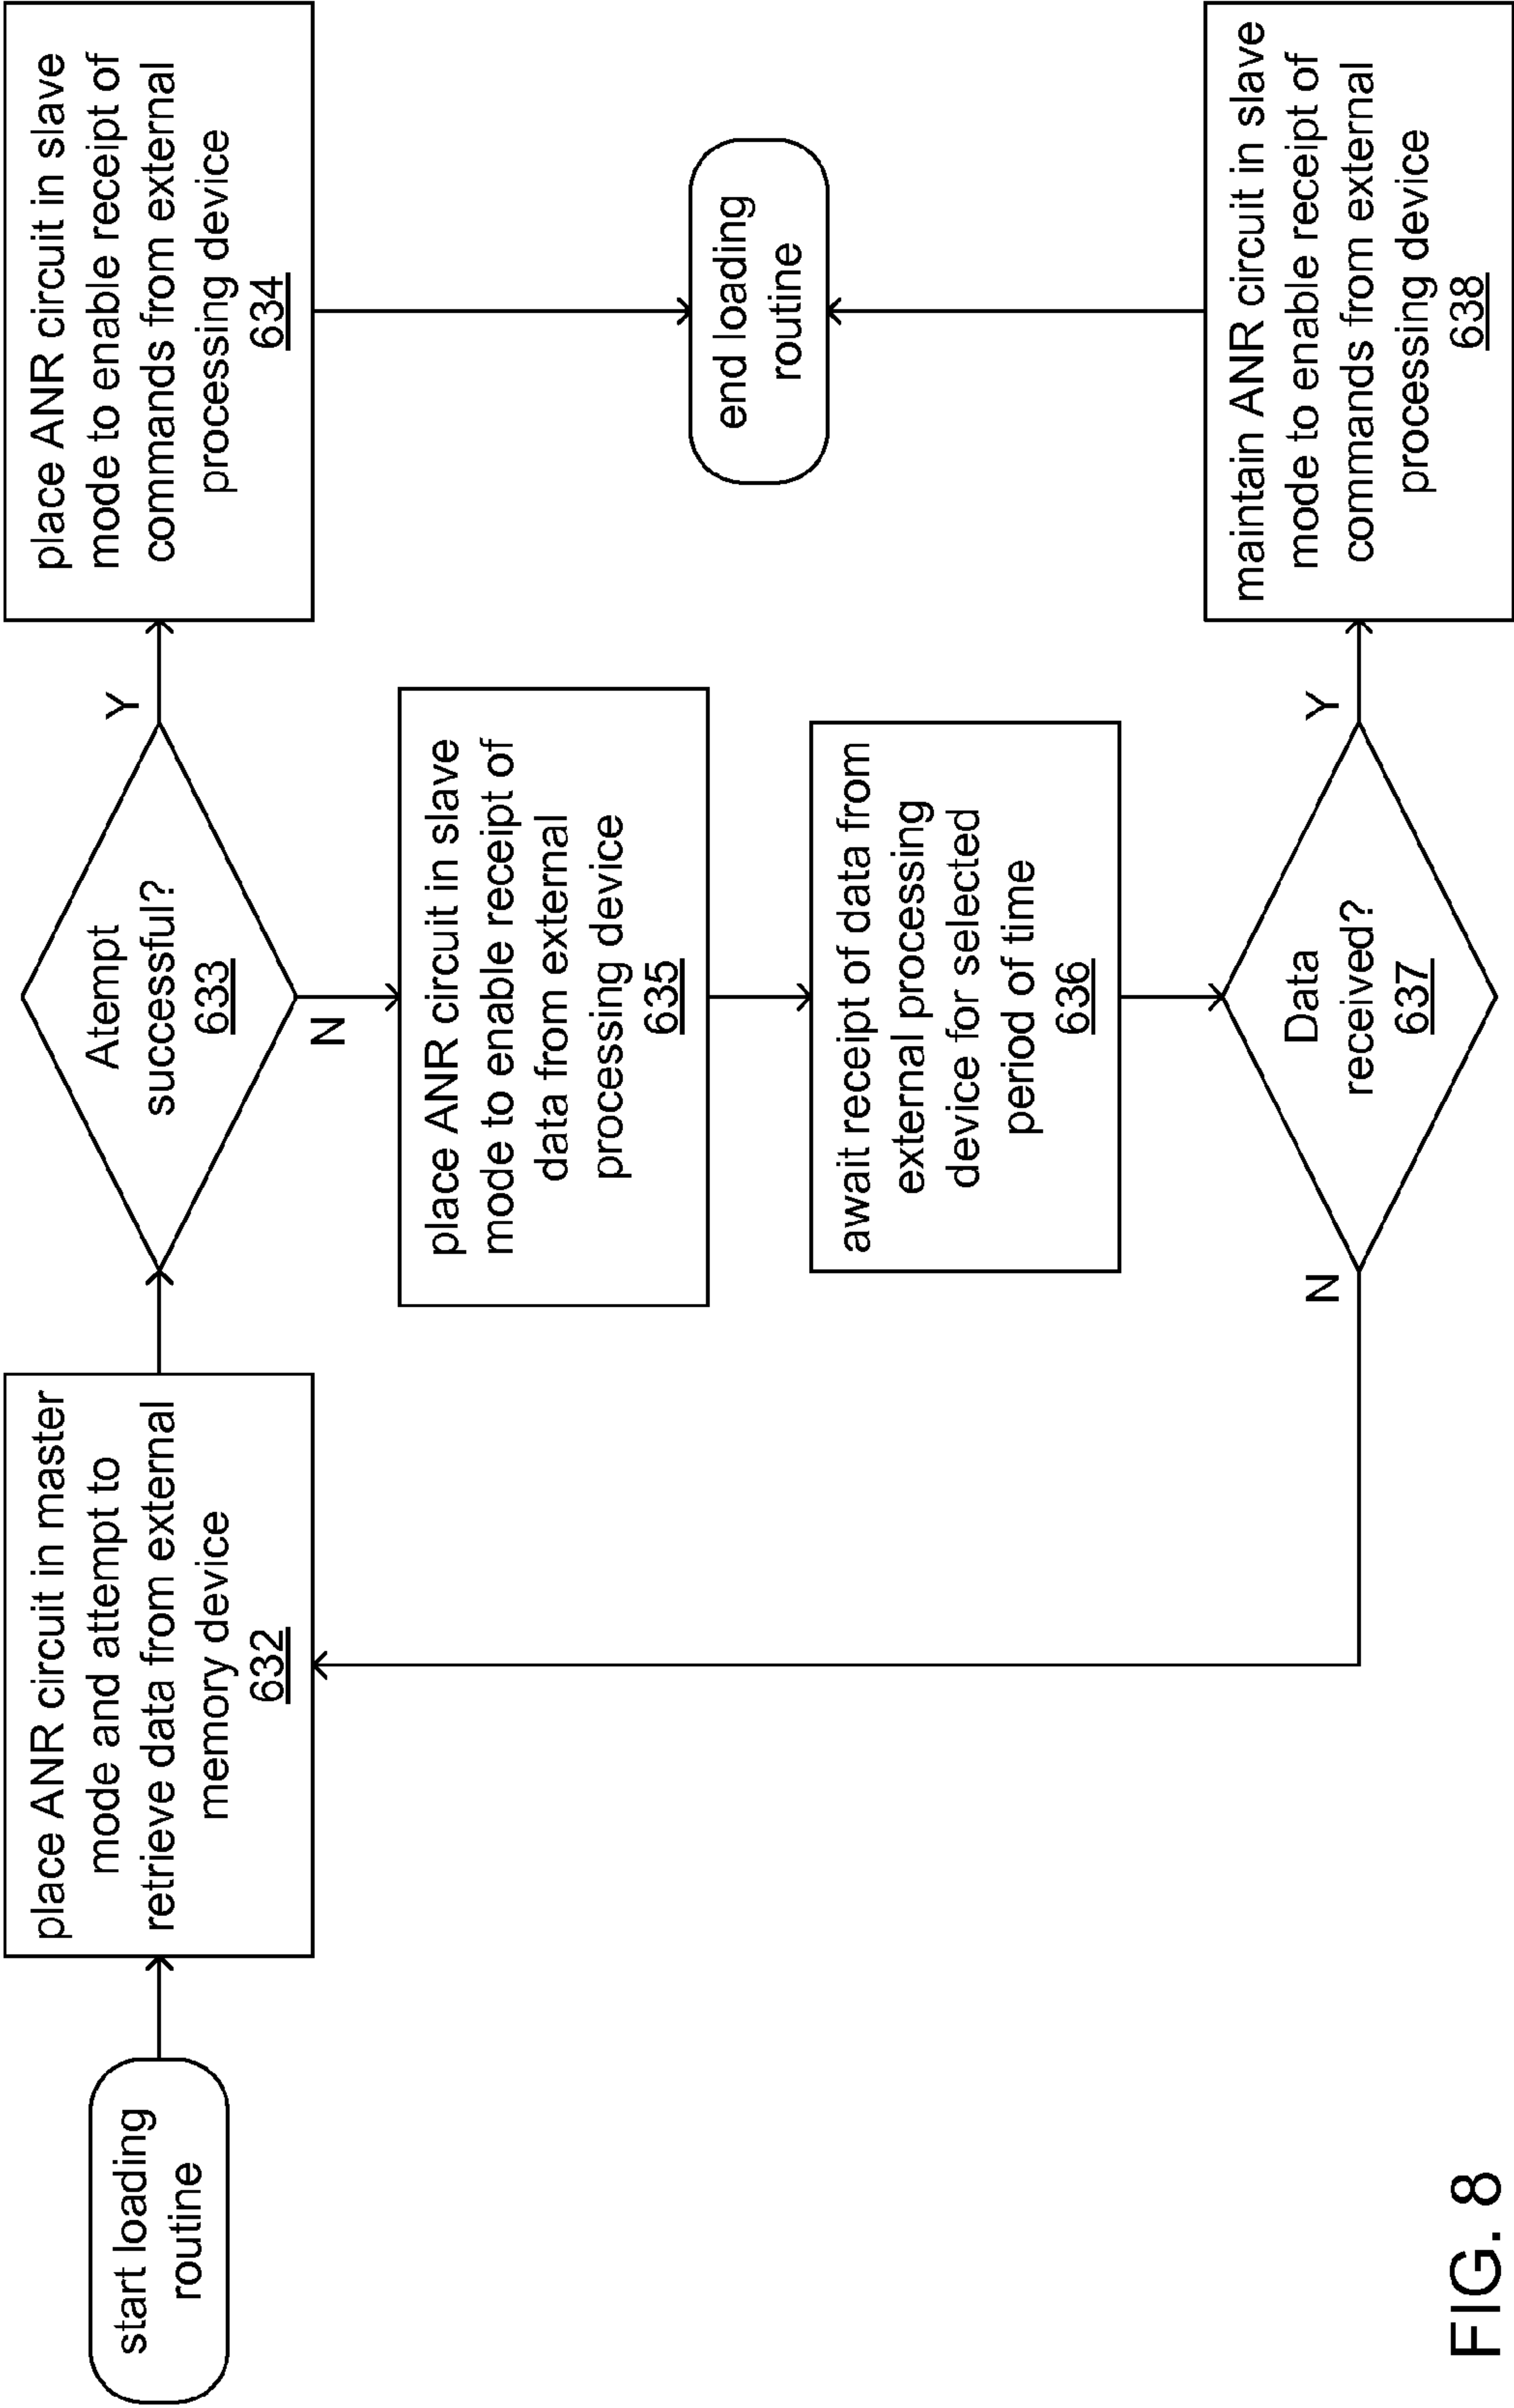 start loading
routine
place ANR circuit in master
mode and attempt to
retrieve data from external
memory device
632
Atempt
successful?
633
Y
N
place ANR circuit in slave
mode to enable receipt of
commands from external
processing device
634
place ANR circuit in slave
mode to enable receipt of
data from external
processing device
635
await receipt of data from
external processing
device for selected
period of time
636
Data
received?
637
N
Y
maintain ANR circuit in slave
mode to enable receipt of
commands from external
processing device
638
end loading
routine
FIG. 8